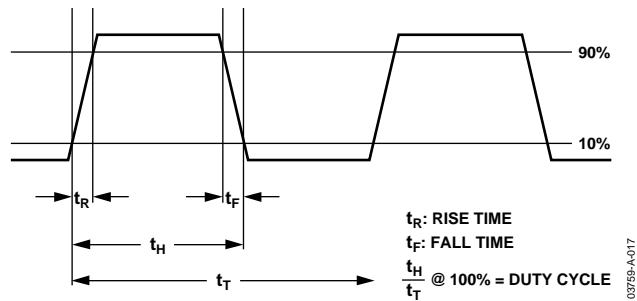 90%
10%
tR
tF
tH
tT
tR: RISE TIME
tF: FALL TIME
tH
tT
@ 100% = DUTY CYCLE
03759-A-017